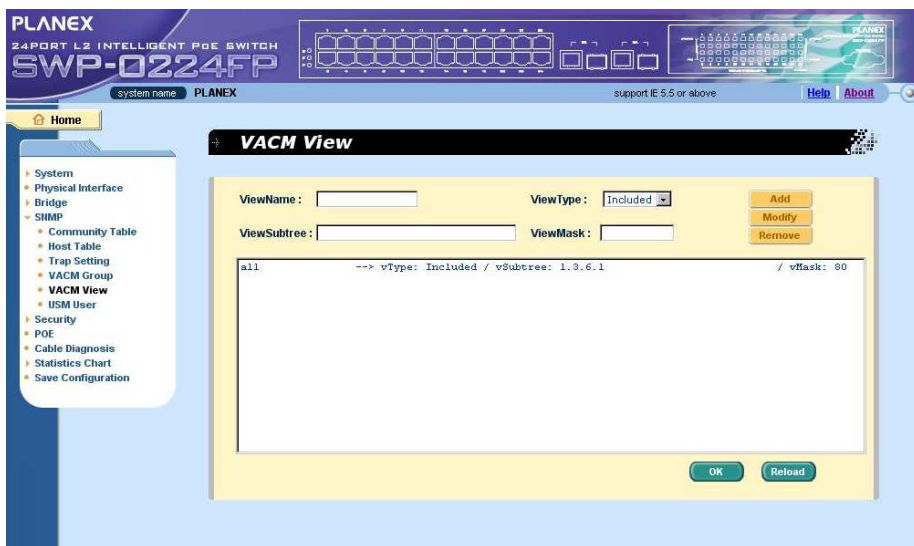 PLANEX
24PORT L2 INTELLIGENT PoE SWITCH
SWP-0224FP
PLANEX
system name PLANEX support IE 5.5 or above Help About
Home
VACM View
System
Physical Interface
Bridge
SNMP
Community Table
Host Table
Trap Setting
VACM Group
VACM View
USM User
Security
POE
Cable Diagnosis
Statistics Chart
Save Configuration
ViewName : ViewType : Included Add
Modify
ViewSubtree : ViewMask : Remove
all --> vType: Included / vSubtree: 1.3.6.1 / vMask: 80
OK Reload